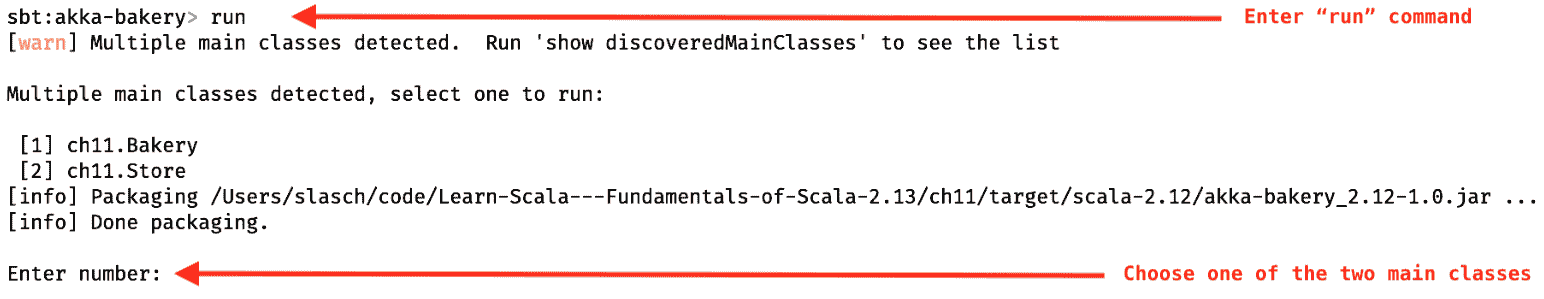 sbt:akka-bakery> run Enter “run” command
[warn] Multiple main classes detected.  Run 'show discoveredMainClasses' to see the list
Multiple main classes detected, select one to run:
[1] ch11.Bakery
[2] ch11.Store
[info] Packaging /Users/slasch/code/Learn-Scala---Fundamentals-of-Scala-2.13/ch11/target/scala-2.12/akka-bakery_2.12-1.0.jar ...
[info] Done packaging.
Enter number: Choose one of the two main classes